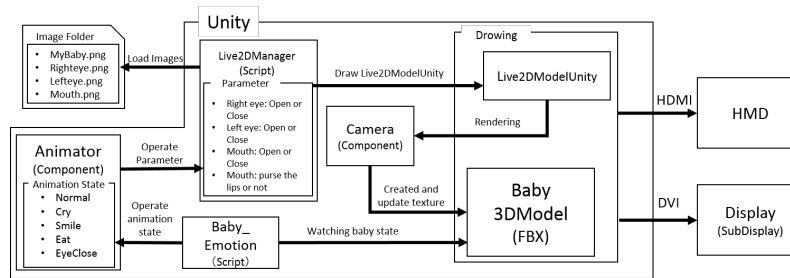 Unity
Image Folder
• MyBaby.png
• Righteye.png
• Lefteye.png
• Mouth.png
Load Images
Live2DManager
(Script)
Parameter
• Right eye: Open or
Close
• Left eye: Open or
Close
• Mouth: Open or
Close
• Mouth: purse the
lips or not
Draw Live2DModelUnity
Drowing
Live2DModelUnity
Rendering
Camera
(Component)
Created and
update texture
Baby
3DModel
(FBX)
HDMI
HMD
DVI
Display
(SubDisplay)
Animator
(Component)
Animation State
• Normal
• Cry
• Smile
• Eat
• EyeClose
Operate
Parameter
Operate
animation
state
Baby_
Emotion
(Script)
Watching baby state